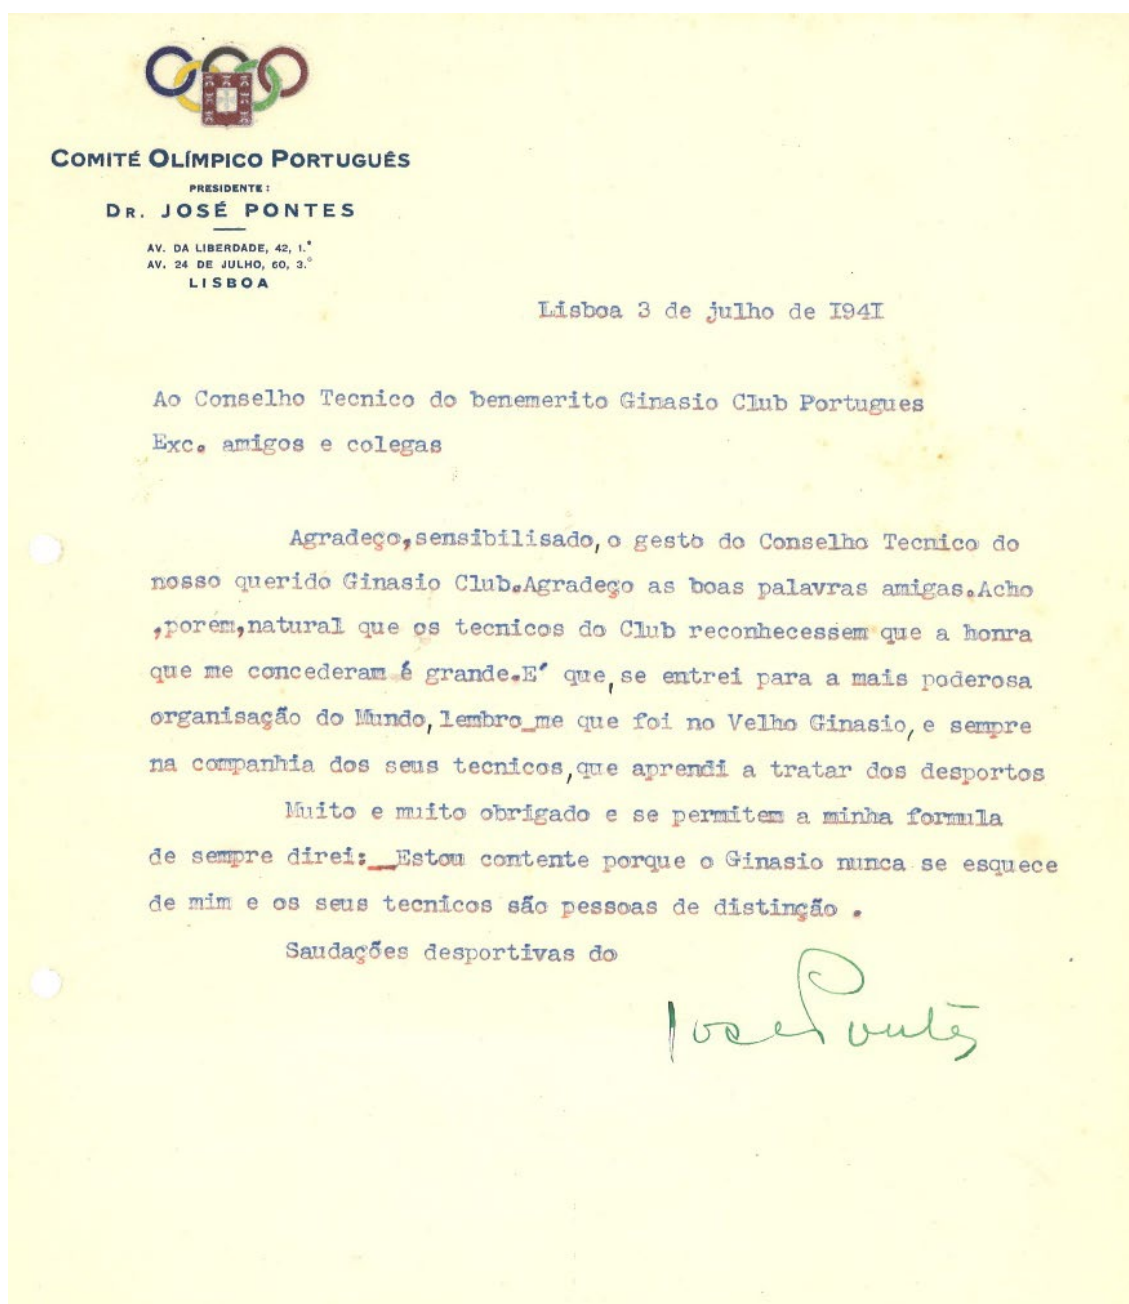 COMITÉ OLÍMPICO PORTUGUÊS
PRESIDENTE:
DR. JOSÉ PONTES
AV. DA LIBERDADE, 42, 1.º
AV. 24 DE JULHO, 60, 3.º
LISBOA
Lisboa 3 de julho de I94I
Ao Conselho Tecnico do benemerito Ginasio Club Portugues
Exc. amigos e colegas
Agradeço,sensibilisado,o gesto do Conselho Tecnico do
nosso querido Ginasio Club.Agradeço as boas palavras amigas.Acho
,porém,natural que os tecnicos do Club reconhecessem que a honra
que me concederam é grande.E´ que,se entrei para a mais poderosa
organisação do Mundo,lembro_me que foi no Velho Ginasio,e sempre
na companhia dos seus tecnicos,que aprendi a tratar dos desportos
Muito e muito obrigado e se permitem a minha formula
de sempre direi:__Estou contente porque o Ginasio nunca se esquece
de mim e os seus tecnicos são pessoas de distinção .
Saudações desportivas do
José Pontes